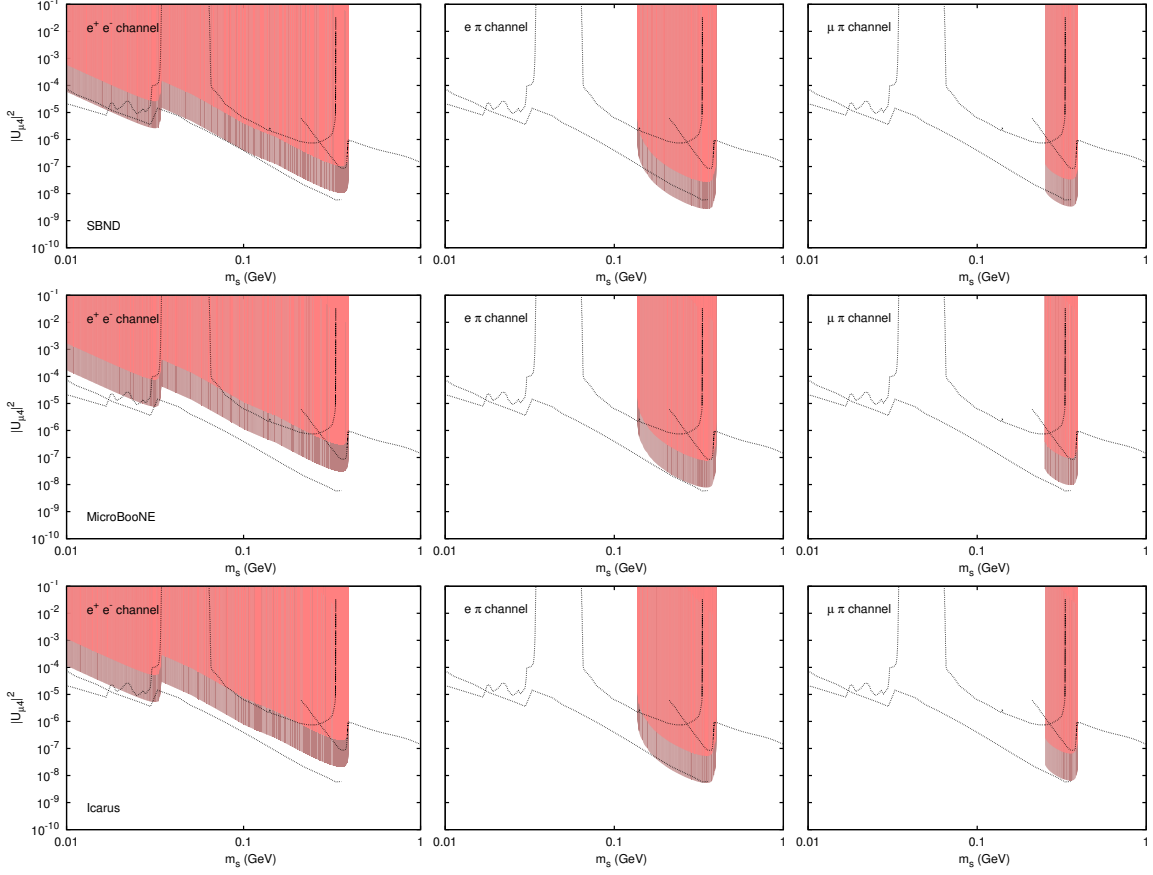 10^-1
10^-2
10^-3
10^-4
10^-5
10^-6
10^-7
10^-8
10^-9
10^-10
|U_μ4|^2
e^+ e^- channel
SBND
0.01 0.1 1
m_s (GeV)
e π channel
0.01 0.1 1
m_s (GeV)
μ π channel
0.01 0.1 1
m_s (GeV)
10^-1
10^-2
10^-3
10^-4
10^-5
10^-6
10^-7
10^-8
10^-9
10^-10
|U_μ4|^2
e^+ e^- channel
MicroBooNE
0.01 0.1 1
m_s (GeV)
e π channel
0.01 0.1 1
m_s (GeV)
μ π channel
0.01 0.1 1
m_s (GeV)
10^-1
10^-2
10^-3
10^-4
10^-5
10^-6
10^-7
10^-8
10^-9
10^-10
|U_μ4|^2
e^+ e^- channel
Icarus
0.01 0.1 1
m_s (GeV)
e π channel
0.01 0.1 1
m_s (GeV)
μ π channel
0.01 0.1 1
m_s (GeV)